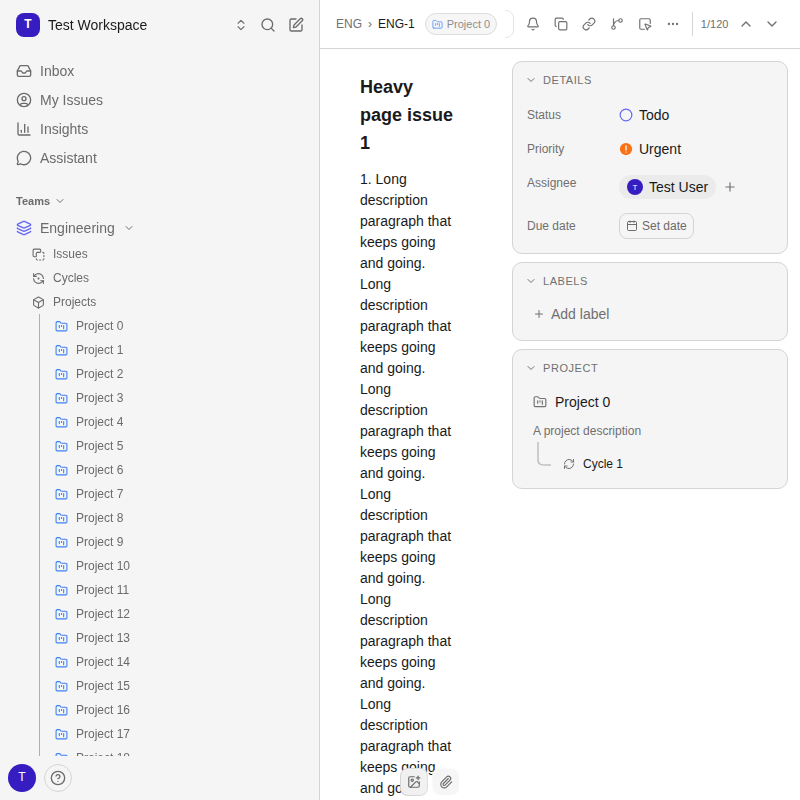 T Test Workspace
Inbox
My Issues
Insights
Assistant
Teams
Engineering
Issues
Cycles
Projects
Project 0
Project 1
Project 2
Project 3
Project 4
Project 5
Project 6
Project 7
Project 8
Project 9
Project 10
Project 11
Project 12
Project 13
Project 14
Project 15
Project 16
Project 17
Project 18
T
ENG › ENG-1 Project 0 1/120
Heavy
page issue
1
1. Long
description
paragraph that
keeps going
and going.
Long
description
paragraph that
keeps going
and going.
Long
description
paragraph that
keeps going
and going.
Long
description
paragraph that
keeps going
and going.
Long
description
paragraph that
keeps going
and going.
Long
description
paragraph that
keeps going
and go
DETAILS
Status Todo
Priority Urgent
Assignee T Test User
Due date Set date
LABELS
Add label
PROJECT
Project 0
A project description
Cycle 1